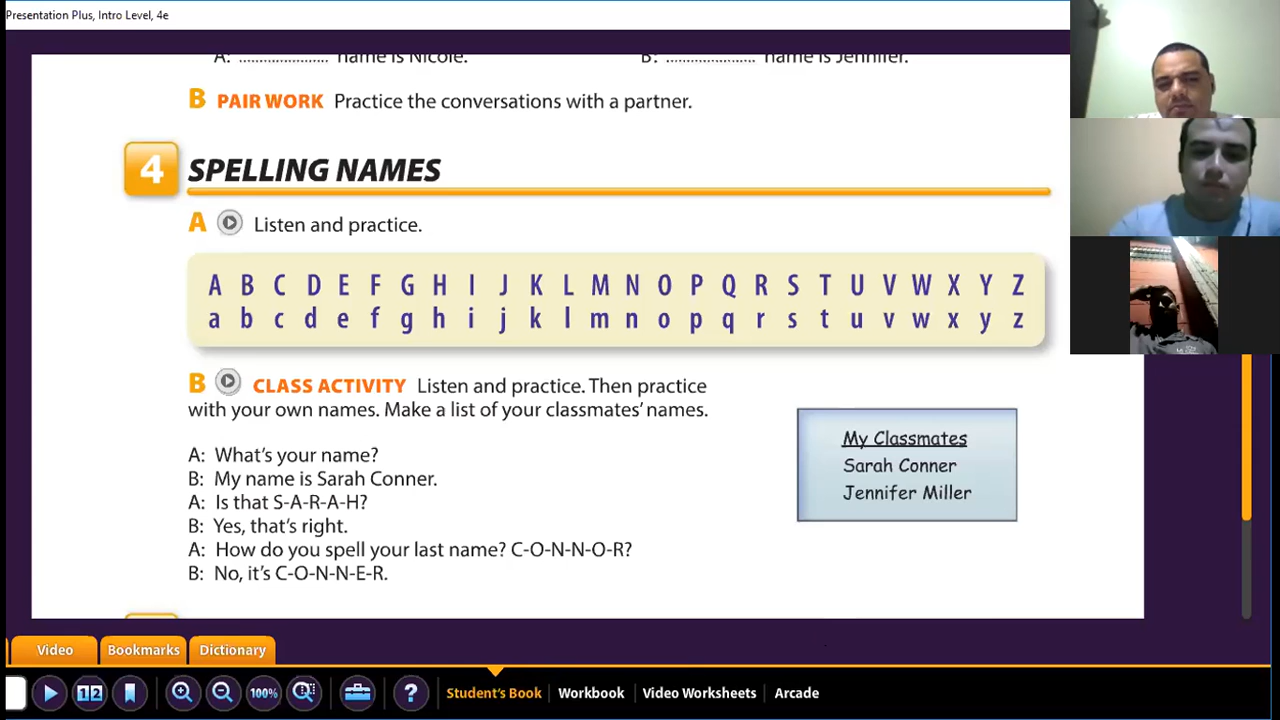 Presentation Plus, Intro Level, 4e
A: ..................... name is Nicole.
B: ..................... name is Jennifer.
B PAIR WORK Practice the conversations with a partner.
4 SPELLING NAMES
A Listen and practice.
A B C D E F G H I J K L M N O P Q R S T U V W X Y Z
a b c d e f g h i j k l m n o p q r s t u v w x y z
B CLASS ACTIVITY Listen and practice. Then practice
with your own names. Make a list of your classmates' names.
A: What's your name?
B: My name is Sarah Conner.
A: Is that S-A-R-A-H?
B: Yes, that's right.
A: How do you spell your last name? C-O-N-N-O-R?
B: No, it's C-O-N-N-E-R.
My Classmates
Sarah Conner
Jennifer Miller
Video Bookmarks Dictionary
1 2 100% ? Student's Book Workbook Video Worksheets Arcade